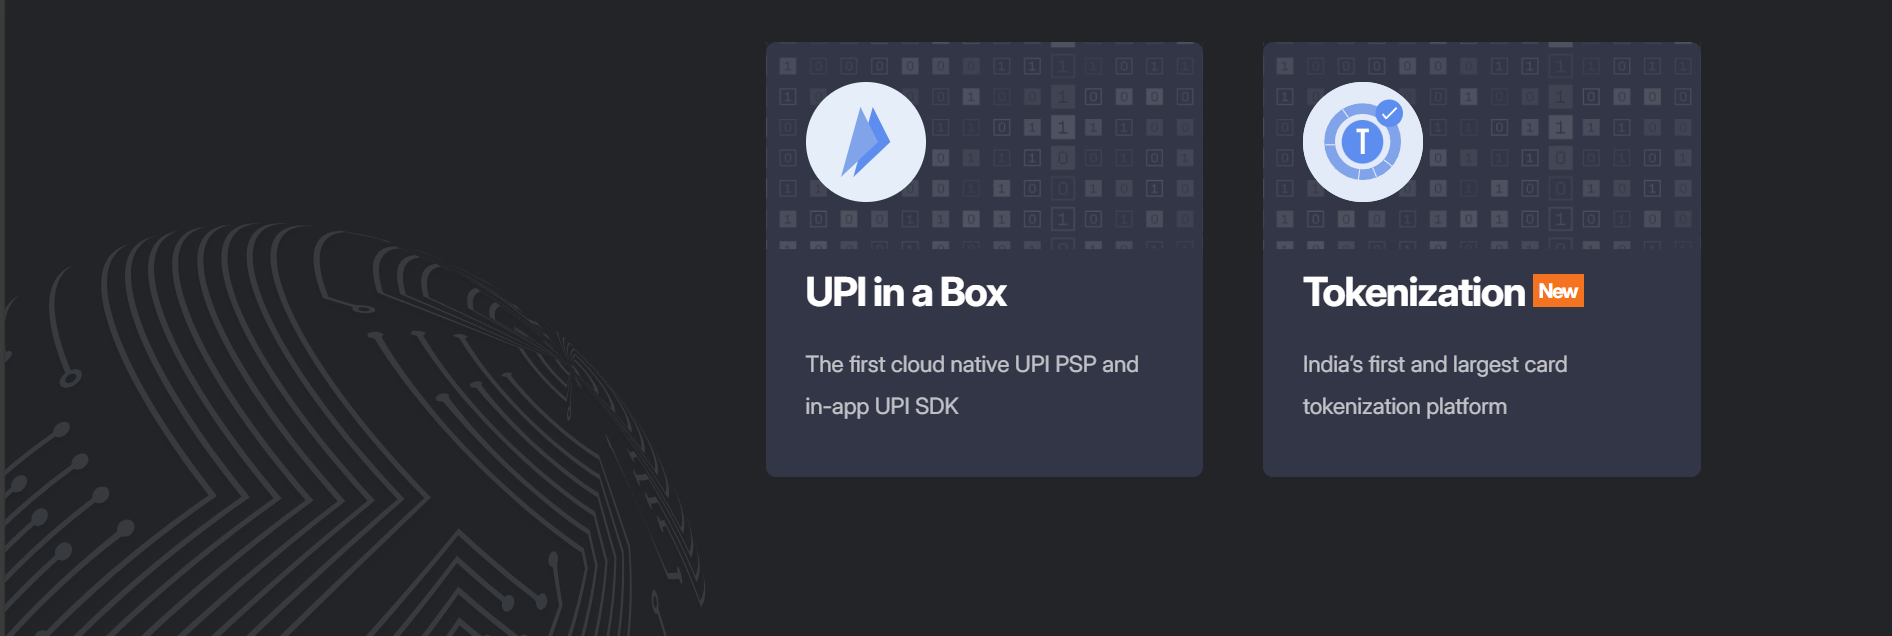 T
UPI in a Box
The first cloud native UPI PSP and
in-app UPI SDK
Tokenization New
India's first and largest card
tokenization platform